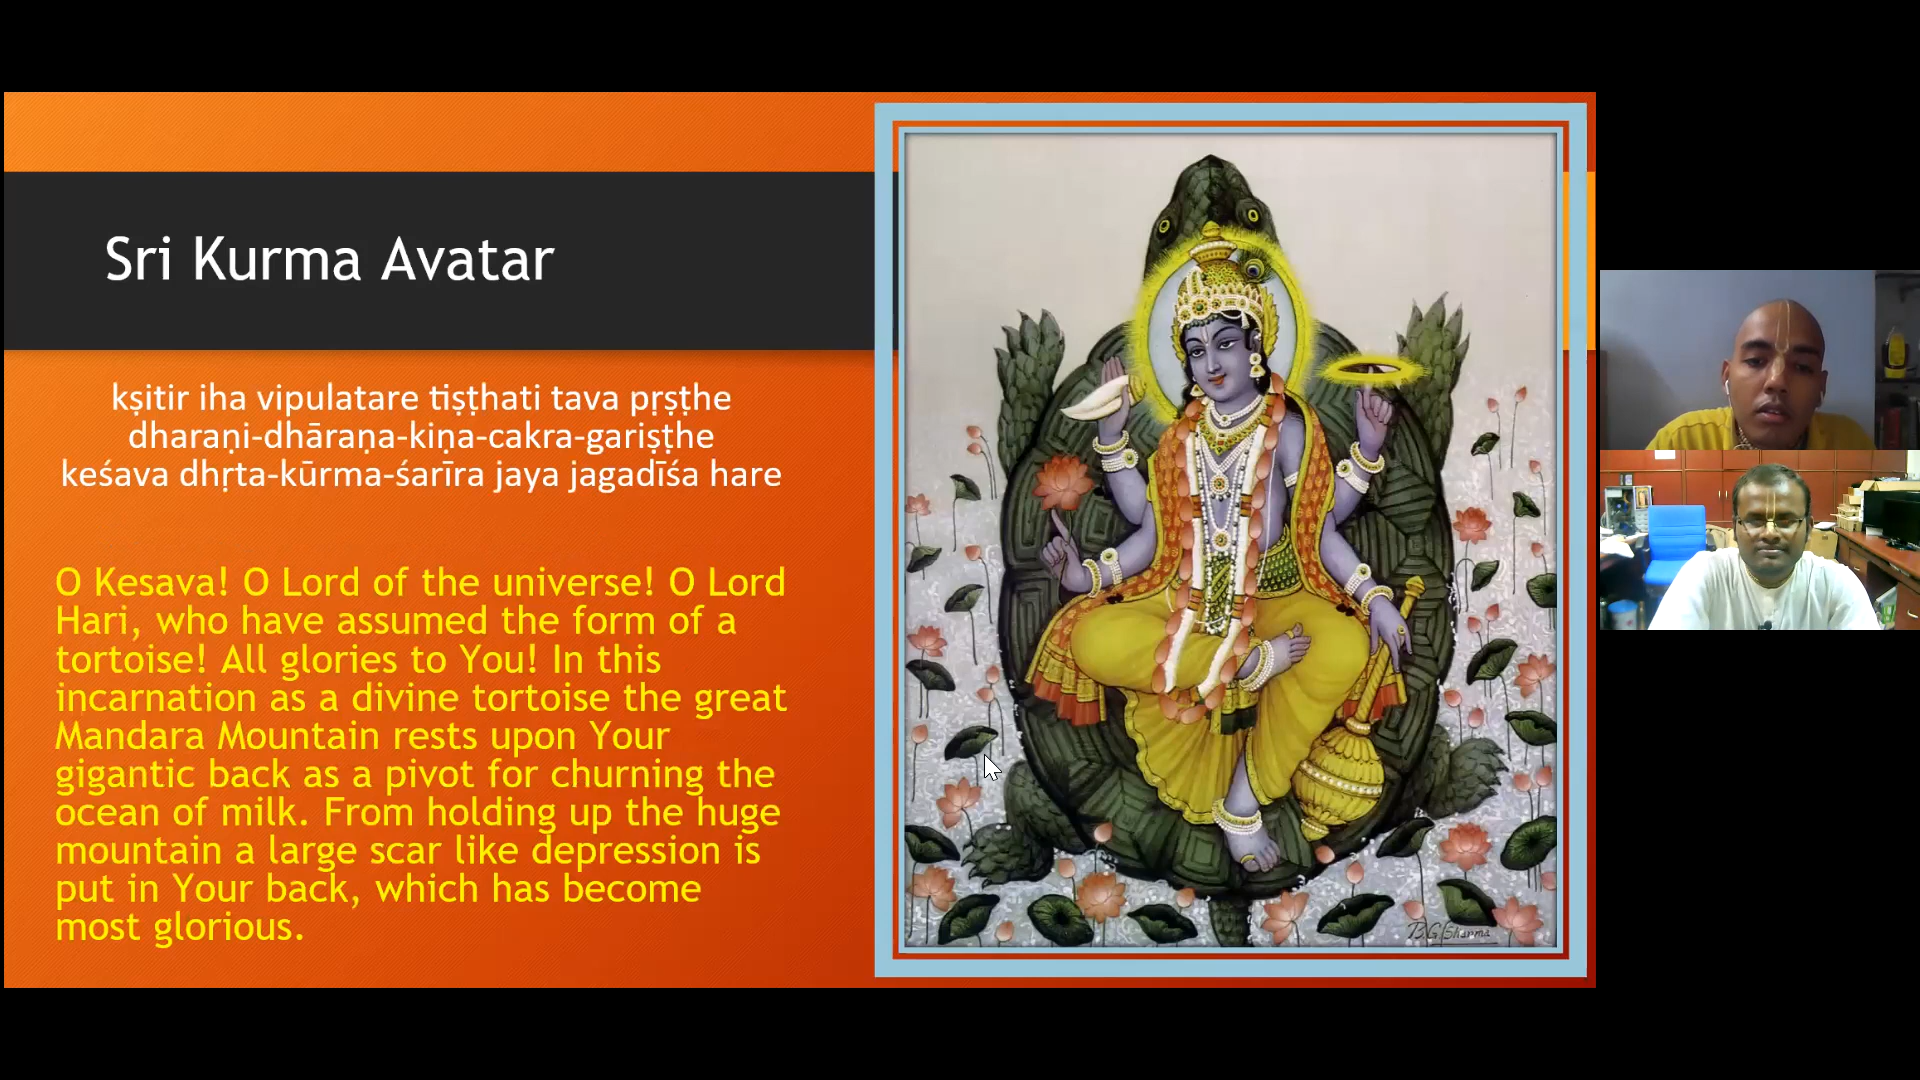 Sri Kurma Avatar
kṣitir iha vipulatare tiṣṭhati tava pṛṣṭhe
dharaṇi-dhāraṇa-kiṇa-cakra-gariṣṭhe
keśava dhṛta-kūrma-śarīra jaya jagadīśa hare
O Kesava! O Lord of the universe! O Lord
Hari, who have assumed the form of a
tortoise! All glories to You! In this
incarnation as a divine tortoise the great
Mandara Mountain rests upon Your
gigantic back as a pivot for churning the
ocean of milk. From holding up the huge
mountain a large scar like depression is
put in Your back, which has become
most glorious.
B.G. Sharma